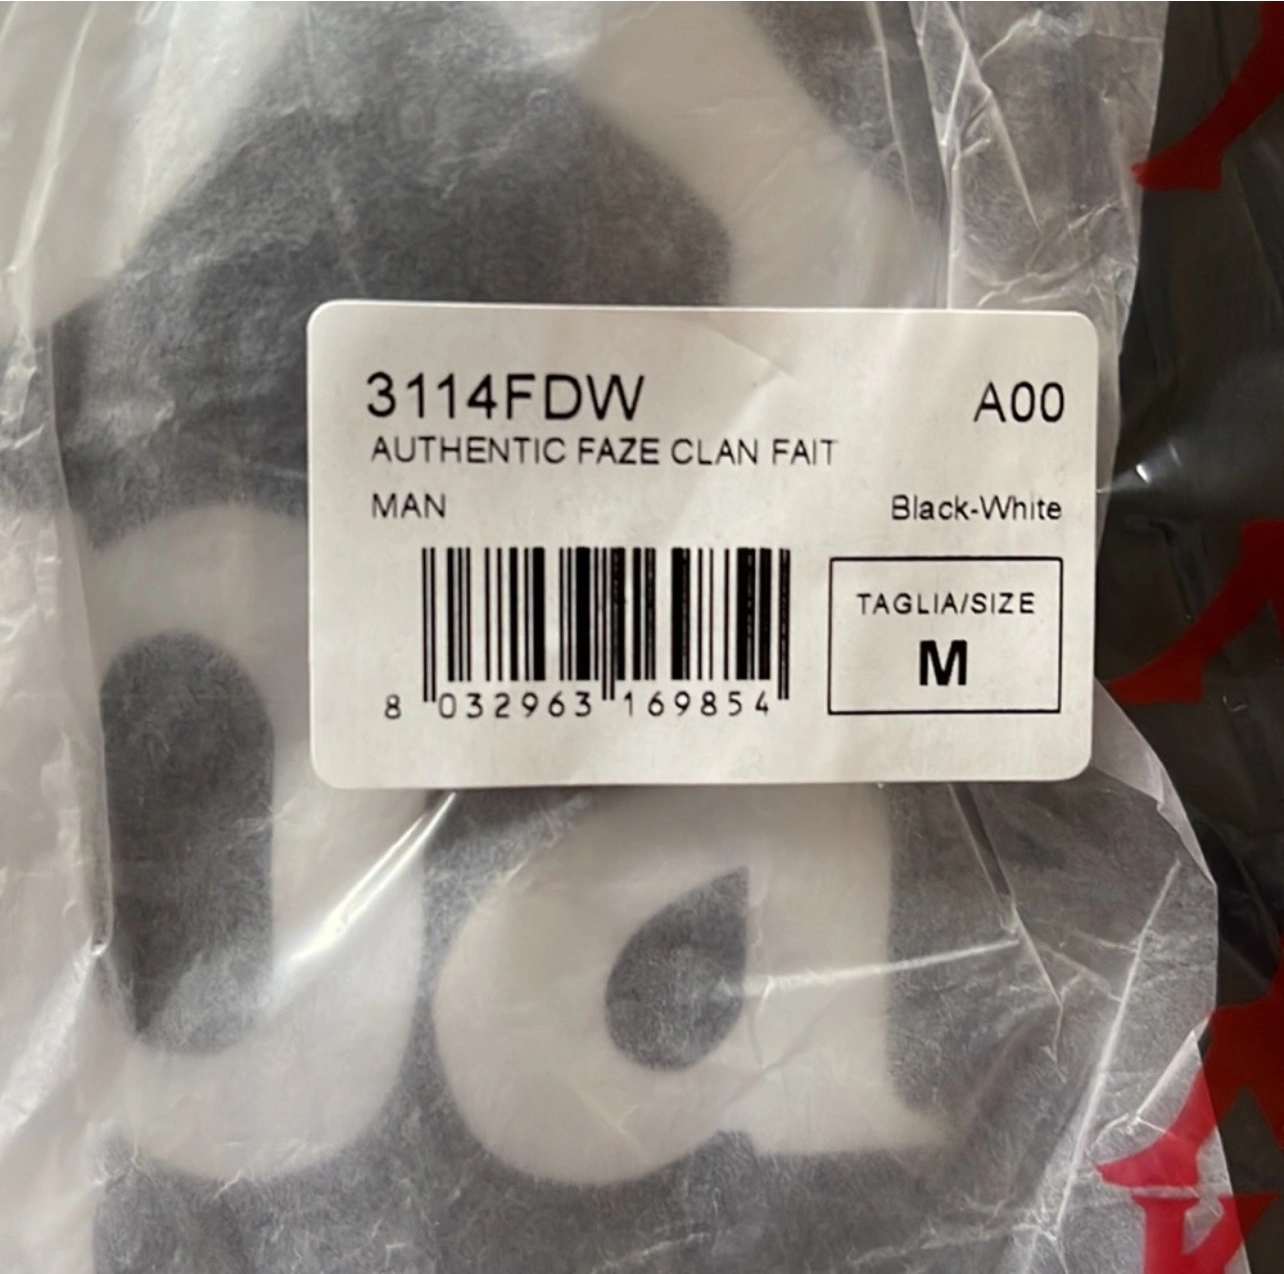 3114FDW A00
AUTHENTIC FAZE CLAN FAIT
MAN Black-White
TAGLIA/SIZE
M
8 032963 169854